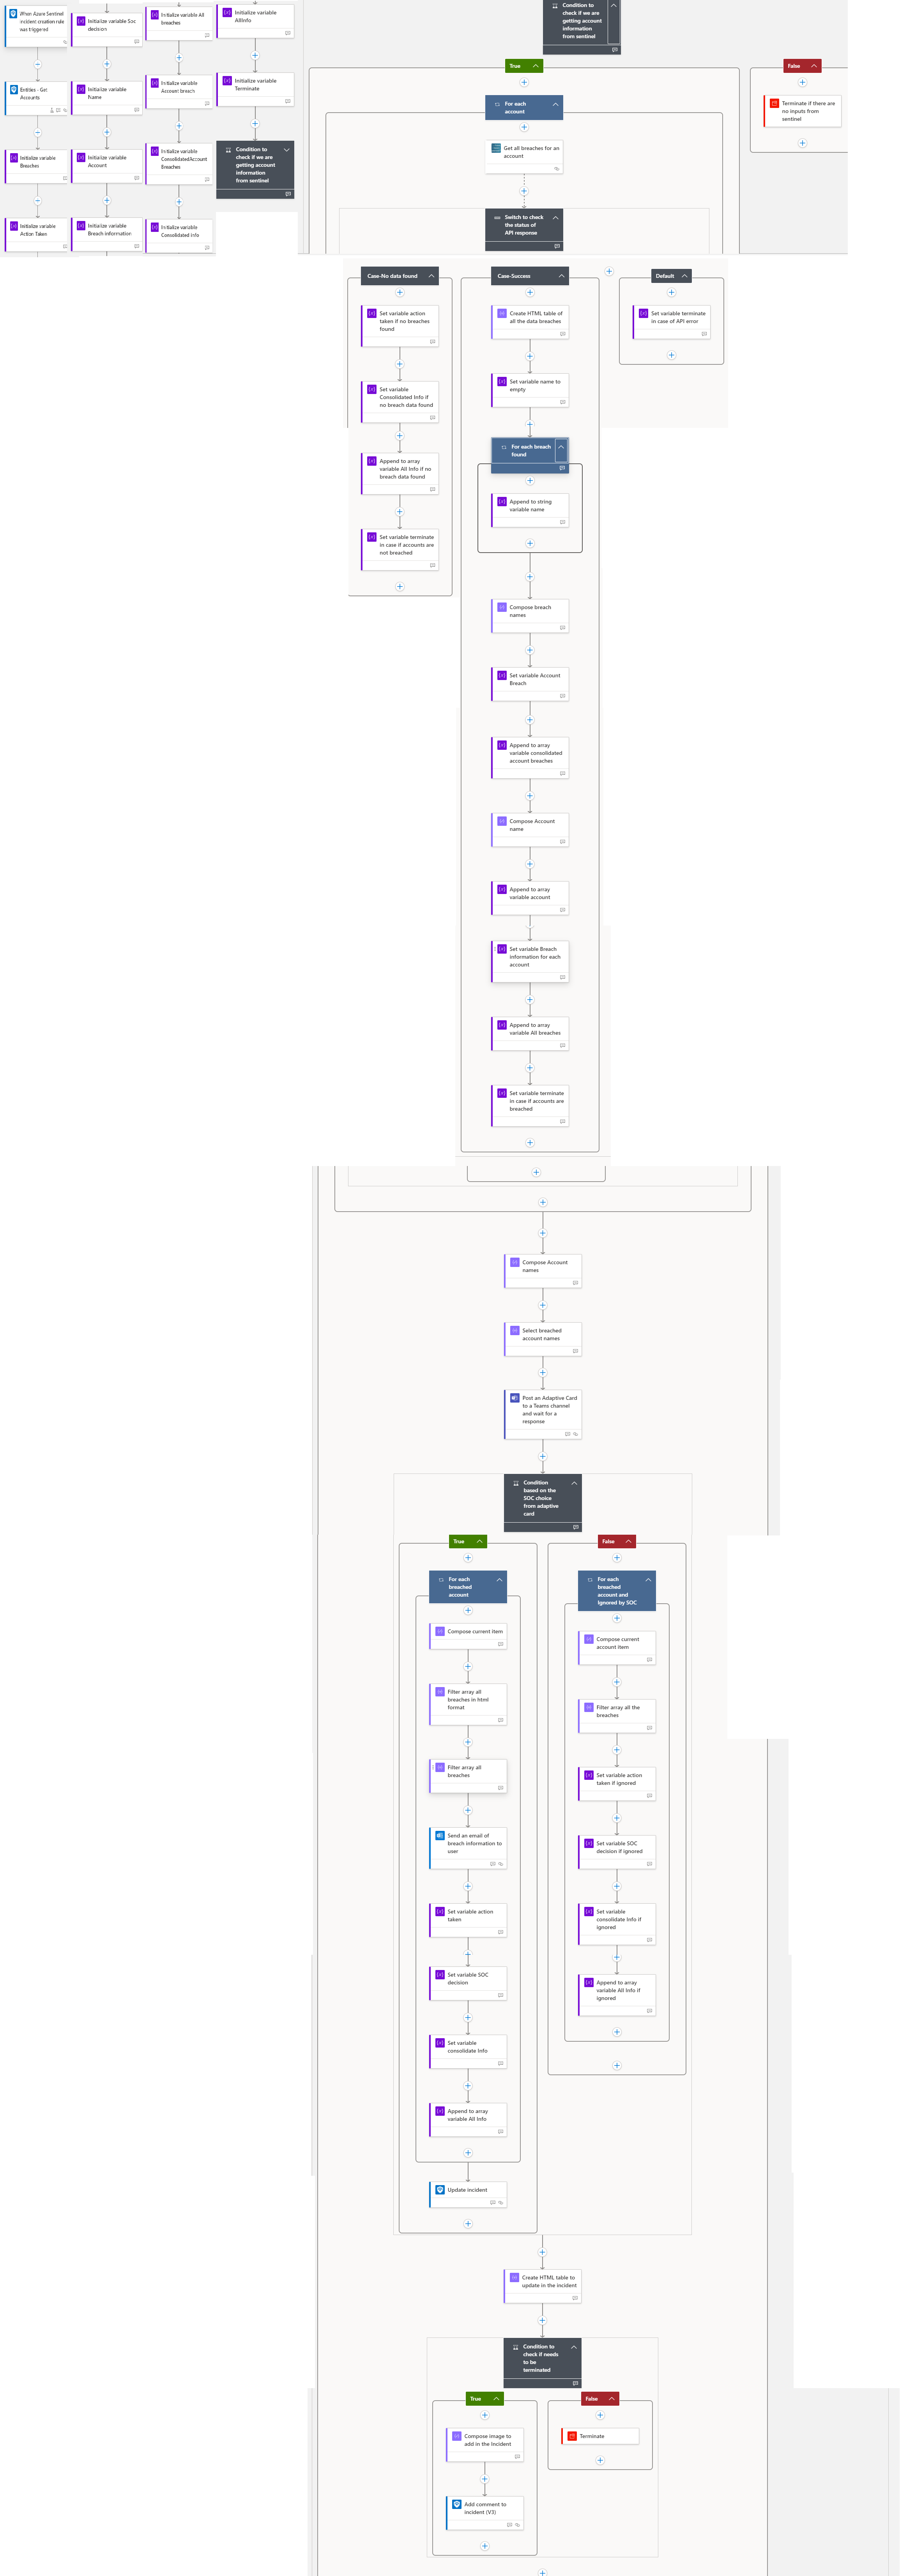 When Azure Sentinel
incident creation rule
was triggered
Entities - Get
Accounts
Initialize variable
Breaches
Initialize variable
Action Taken
Initialize variable Soc
decision
Initialize variable
Name
Initialize variable
Account
Initialize variable
Breach information
Initialize variable All
breaches
Initialize variable
Account breach
Initialize variable
ConsolidatedAccount
Breaches
Initialize variable
Consolidated Info
Initialize variable
AllInfo
Initialize variable
Terminate
Condition to
check if we are
getting account
information
from sentinel
Condition to
check if we are
getting account
information
from sentinel
True
False
For each
account
Terminate if there are
no inputs from
sentinel
Get all breaches for an
account
Switch to check
the status of
API response
Case-No data found
Set variable action
taken if no breaches
found
Set variable
Consolidated Info if
no breach data found
Append to array
variable All Info if no
breach data found
Set variable terminate
in case if accounts are
not breached
Case-Success
Create HTML table of
all the data breaches
Set variable name to
empty
For each breach
found
Append to string
variable name
Compose breach
names
Set variable Account
Breach
Append to array
variable consolidated
account breaches
Compose Account
name
Append to array
variable account
Set variable Breach
information for each
account
Append to array
variable All breaches
Set variable terminate
in case if accounts are
breached
Default
Set variable terminate
in case of API error
Compose Account
names
Select breached
account names
Post an Adaptive Card
to a Teams channel
and wait for a
response
Condition
based on the
SOC choice
from adaptive
card
True
For each
breached
account
Compose current item
Filter array all
breaches in html
format
Filter array all
breaches
Send an email of
breach information to
user
Set variable action
taken
Set variable SOC
decision
Set variable
consolidate Info
Append to array
variable All Info
Update incident
False
For each
breached
account and
ignored by SOC
Compose current
account item
Filter array all the
breaches
Set variable action
taken if ignored
Set variable SOC
decision if ignored
Set variable
consolidate Info if
ignored
Append to array
variable All Info if
ignored
Create HTML table to
update in the incident
Condition to
check if needs
to be
terminated
True
Compose image to
add in the incident
Add comment to
incident (V3)
False
Terminate